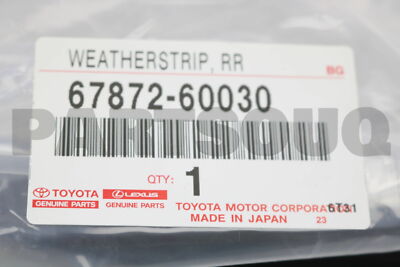 WEATHERSTRIP, RR
BG
67872-60030
PARTSOUQ
QTY: 1
TOYOTA
GENUINE PARTS
LEXUS
GENUINE PARTS
TOYOTA MOTOR CORPORATION
6T31
MADE IN JAPAN 23